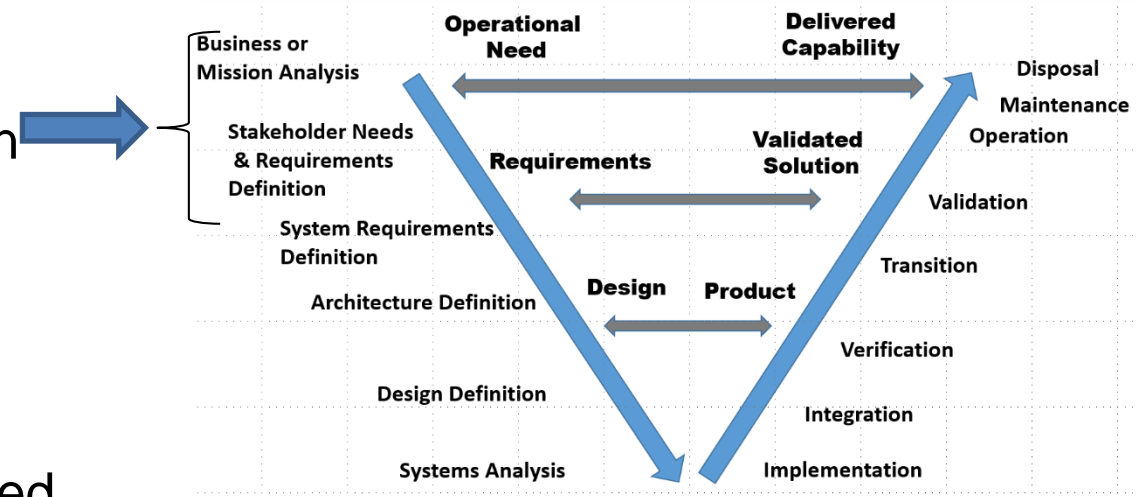 Operational
Need
Delivered
Capability
Business or
Mission Analysis
Disposal
Maintenance
Operation
Stakeholder Needs
& Requirements
Definition
Requirements
Validated
Solution
Validation
System Requirements
Definition
Transition
Architecture Definition
Design
Product
Verification
Design Definition
Integration
Systems Analysis
Implementation